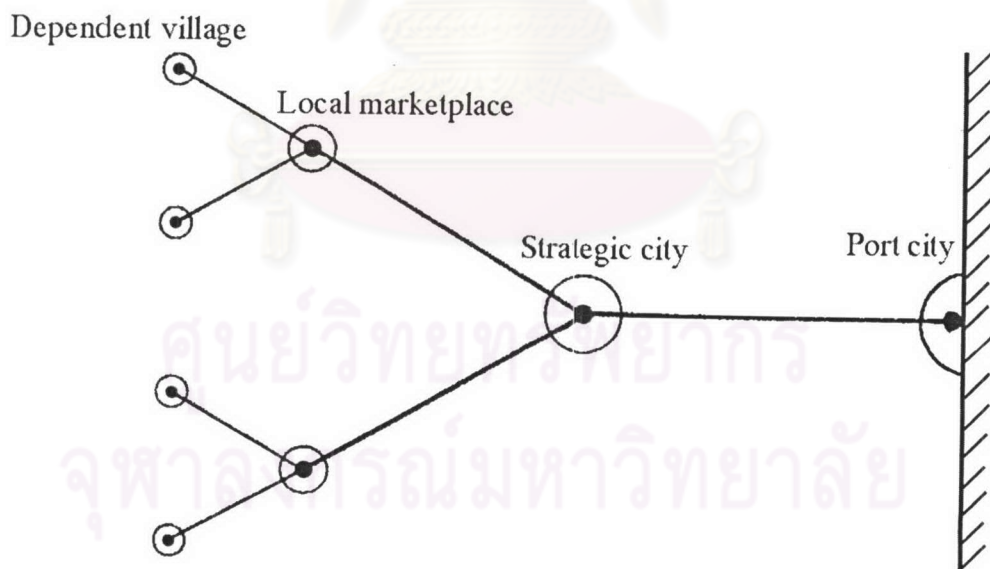 Dependent village
Local marketplace
Strategic city
Port city
ศูนย์วิทยทรัพยากร
จุฬาลงกรณ์มหาวิทยาลัย